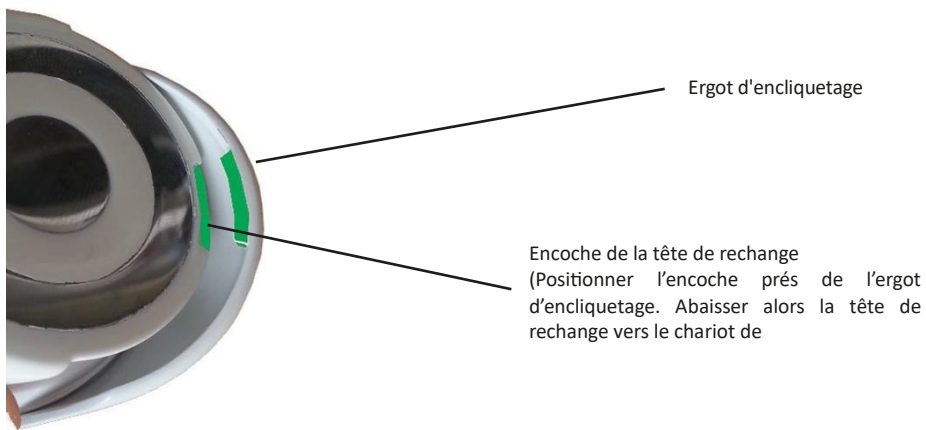 Ergot d'encliquetage
Encoche de la tête de rechange
(Positionner l’encoche prés de l’ergot
d’encliquetage. Abaisser alors la tête de
rechange vers le chariot de